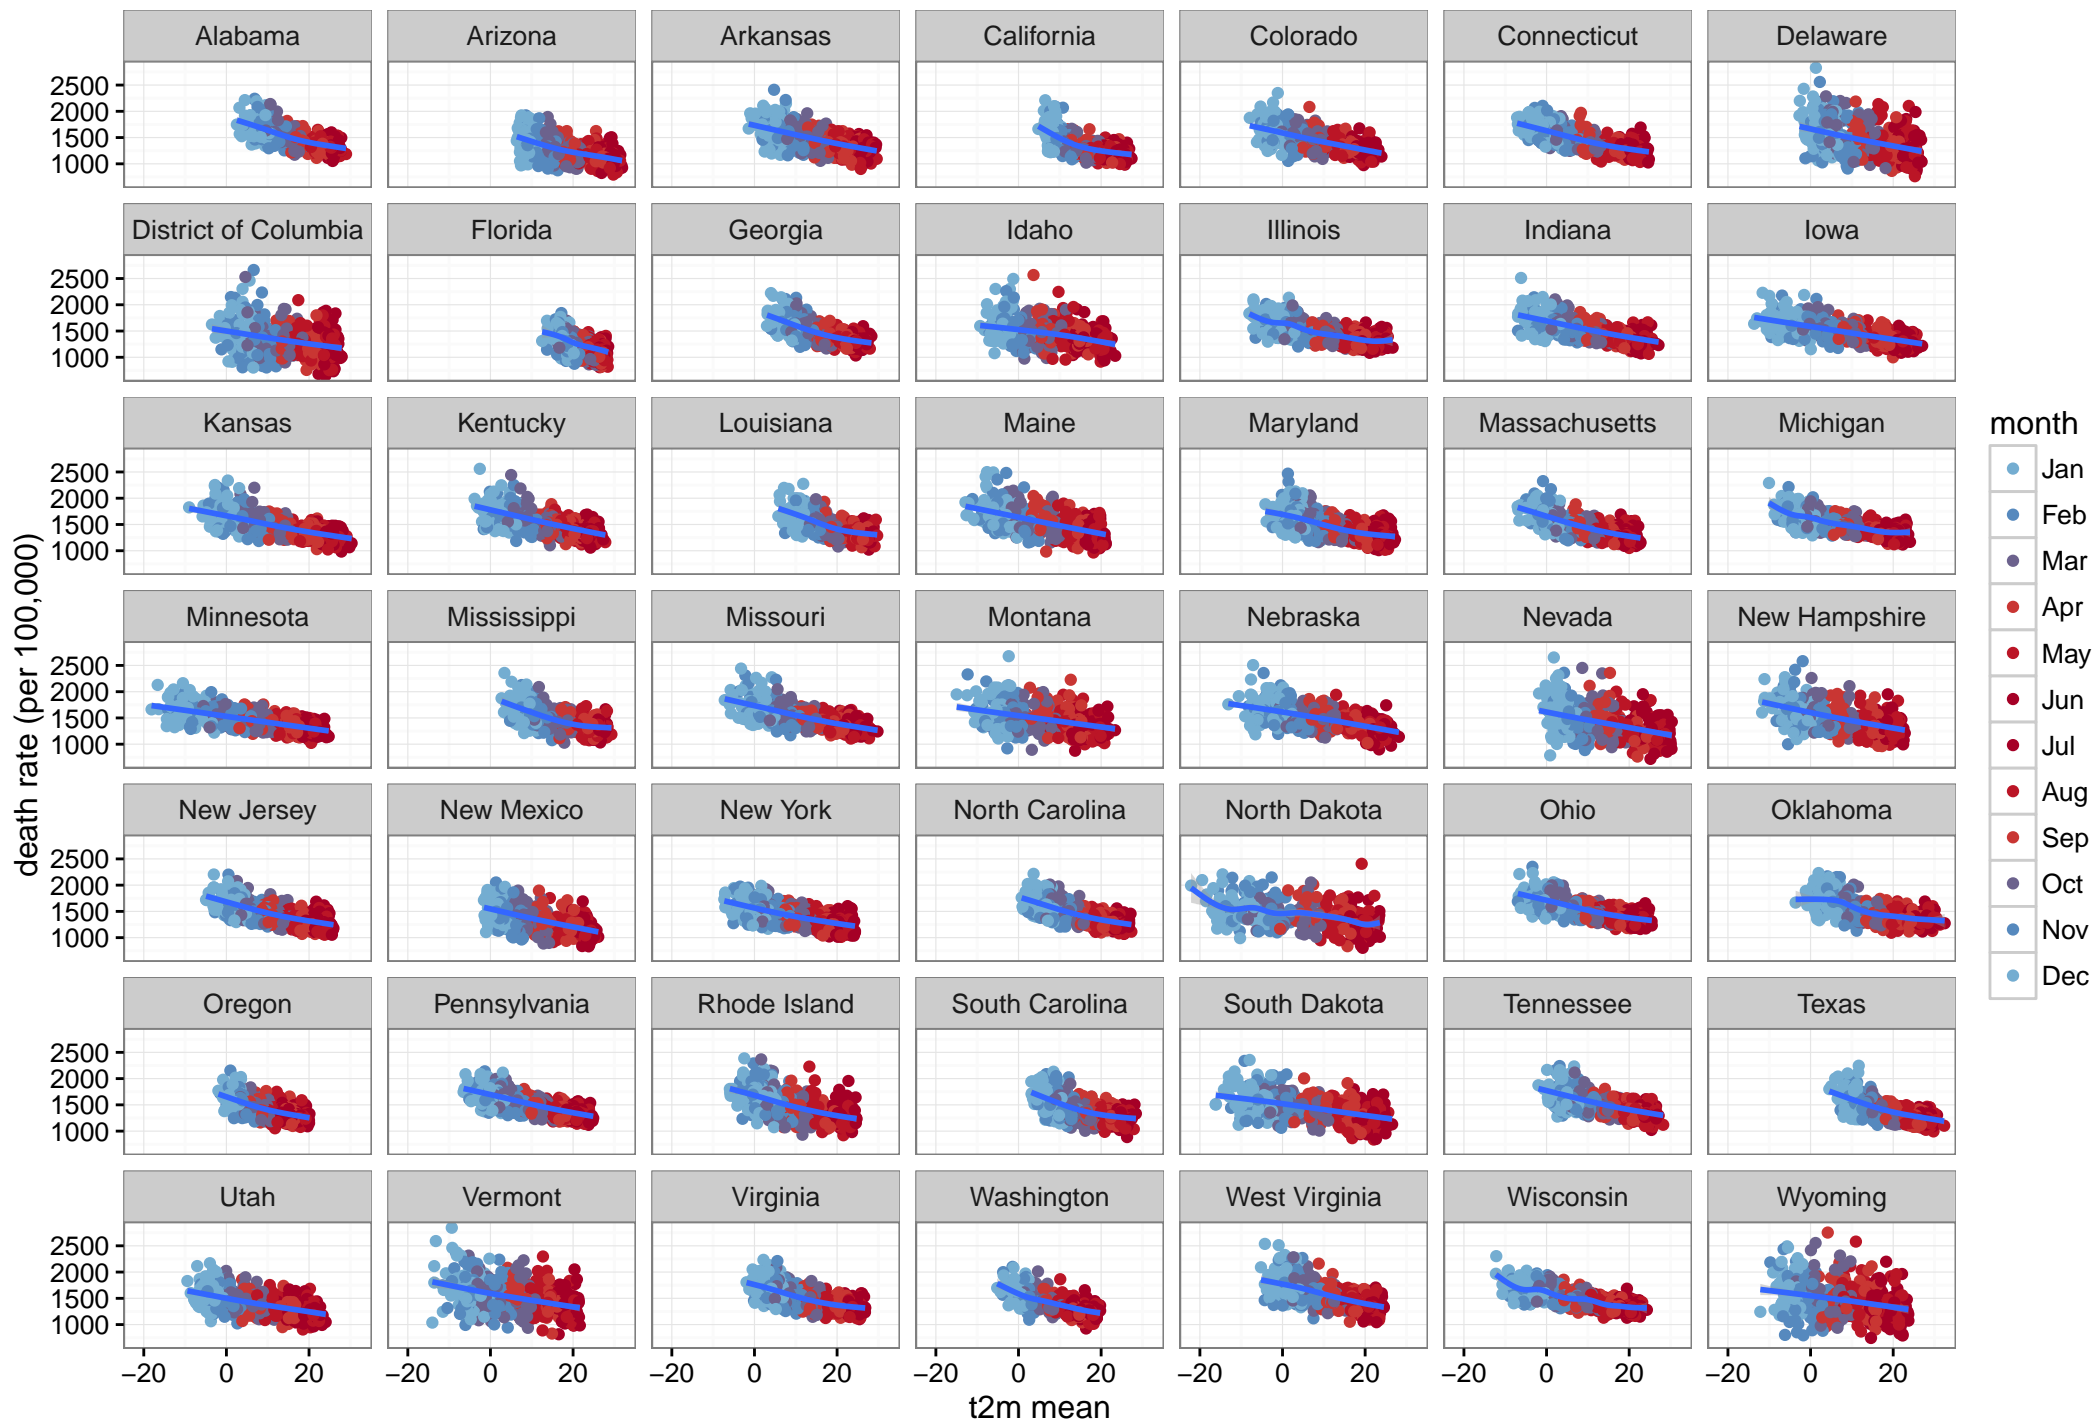 Alabama Arizona Arkansas California Colorado Connecticut Delaware
2500
2000
1500
1000
District of Columbia Florida Georgia Idaho Illinois Indiana Iowa
2500
2000
1500
1000
Kansas Kentucky Louisiana Maine Maryland Massachusetts Michigan
2500
2000
1500
1000
Minnesota Mississippi Missouri Montana Nebraska Nevada New Hampshire
2500
2000
1500
1000
New Jersey New Mexico New York North Carolina North Dakota Ohio Oklahoma
2500
2000
1500
1000
Oregon Pennsylvania Rhode Island South Carolina South Dakota Tennessee Texas
2500
2000
1500
1000
Utah Vermont Virginia Washington West Virginia Wisconsin Wyoming
2500
2000
1500
1000
−20 0 20 −20 0 20 −20 0 20 −20 0 20 −20 0 20 −20 0 20 −20 0 20
t2m mean
death rate (per 100,000)
month
Jan
Feb
Mar
Apr
May
Jun
Jul
Aug
Sep
Oct
Nov
Dec